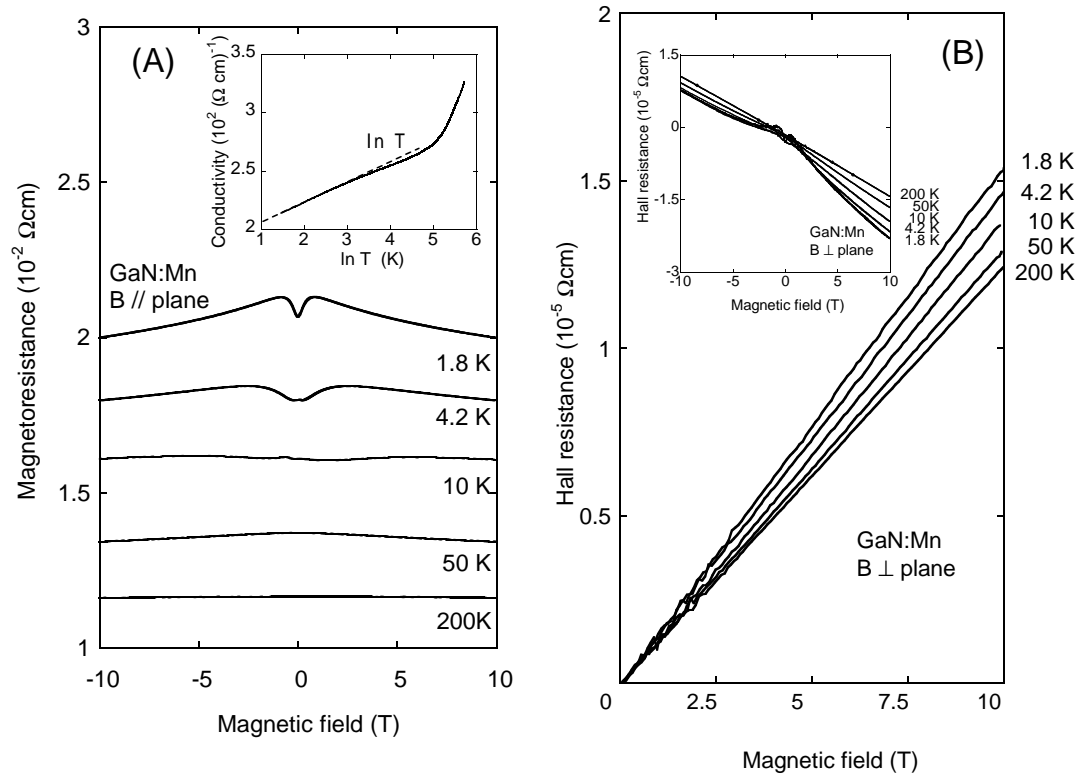 (A)
Magnetoresistance (10⁻² Ωcm)
3
2.5
2
1.5
1
-10
-5
0
5
10
Magnetic field (T)
GaN:Mn
B // plane
1.8 K
4.2 K
10 K
50 K
200K
Conductivity (10² (Ω cm)⁻¹)
3.5
3
2.5
2
1
2
3
4
5
6
ln T (K)
ln T
(B)
Hall resistance (10⁻⁵ Ωcm)
2
1.5
1
0.5
0
2.5
5
7.5
10
Magnetic field (T)
1.8 K
4.2 K
10 K
50 K
200 K
GaN:Mn
B ⊥ plane
Hall resistance (10⁻⁵ Ωcm)
1.5
0
-1.5
-3
-10
-5
0
5
10
Magnetic field (T)
200 K
50K
10 K
4.2 K
1.8 K
GaN:Mn
B ⊥ plane